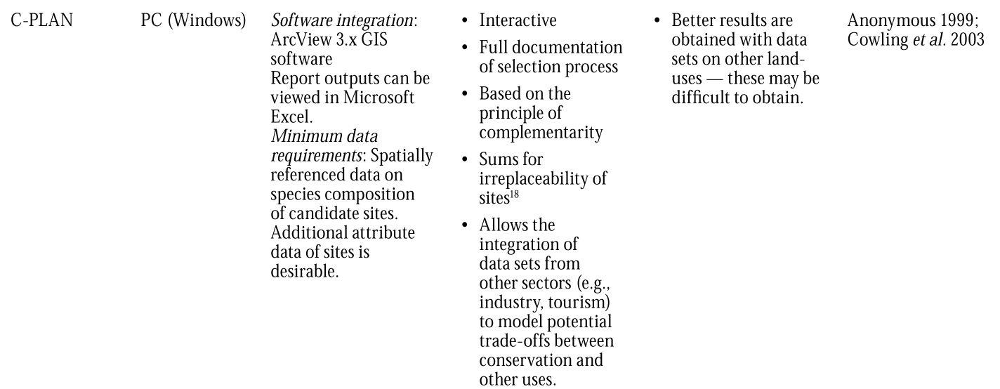 C-PLAN
PC (Windows)
Software integration:
ArcView 3.x GIS
software
Report outputs can be
viewed in Microsoft
Excel.
Minimum data
requirements: Spatially
referenced data on
species composition
of candidate sites.
Additional attribute
data of sites is
desirable.
• Interactive
• Full documentation
of selection process
• Based on the
principle of
complementarity
• Sums for
irreplaceability of
sites18
• Allows the
integration of
data sets from
other sectors (e.g.,
industry, tourism)
to model potential
trade-offs between
conservation and
other uses.
• Better results are
obtained with data
sets on other land-
uses — these may be
difficult to obtain.
Anonymous 1999;
Cowling et al. 2003